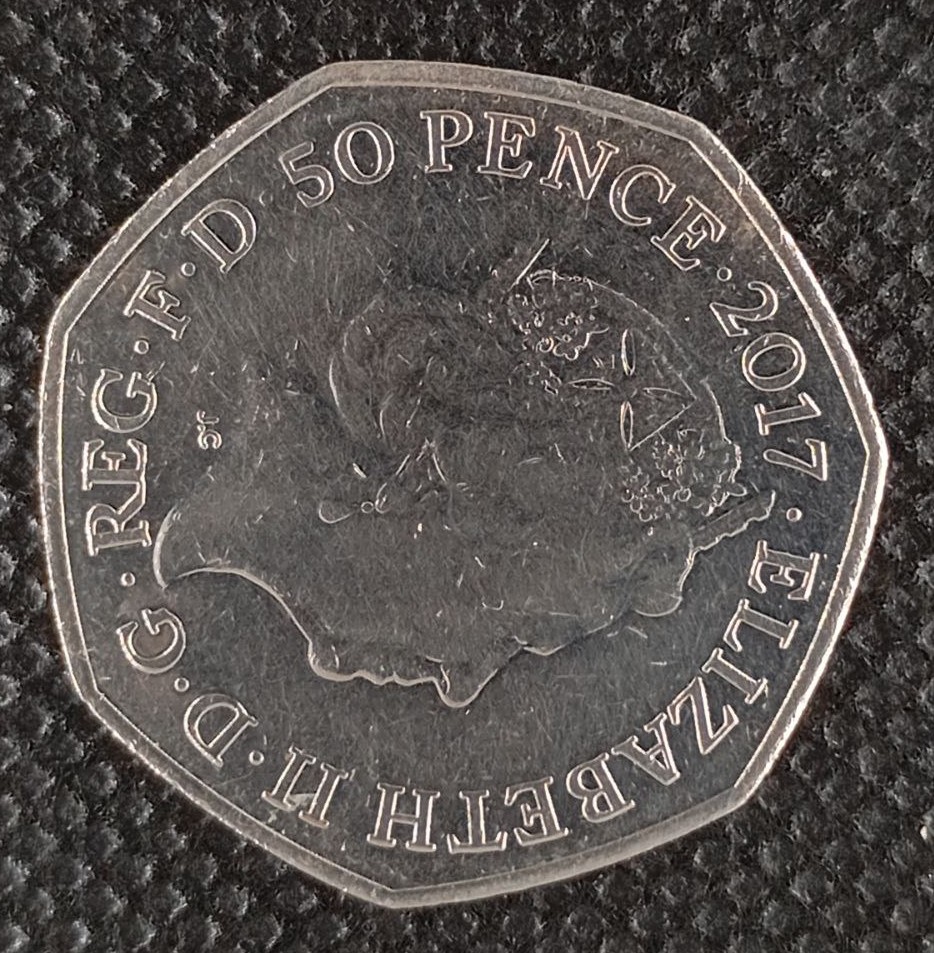 ELIZABETH II · D · G · REG · F · D · 50 PENCE · 2017 ·
JC